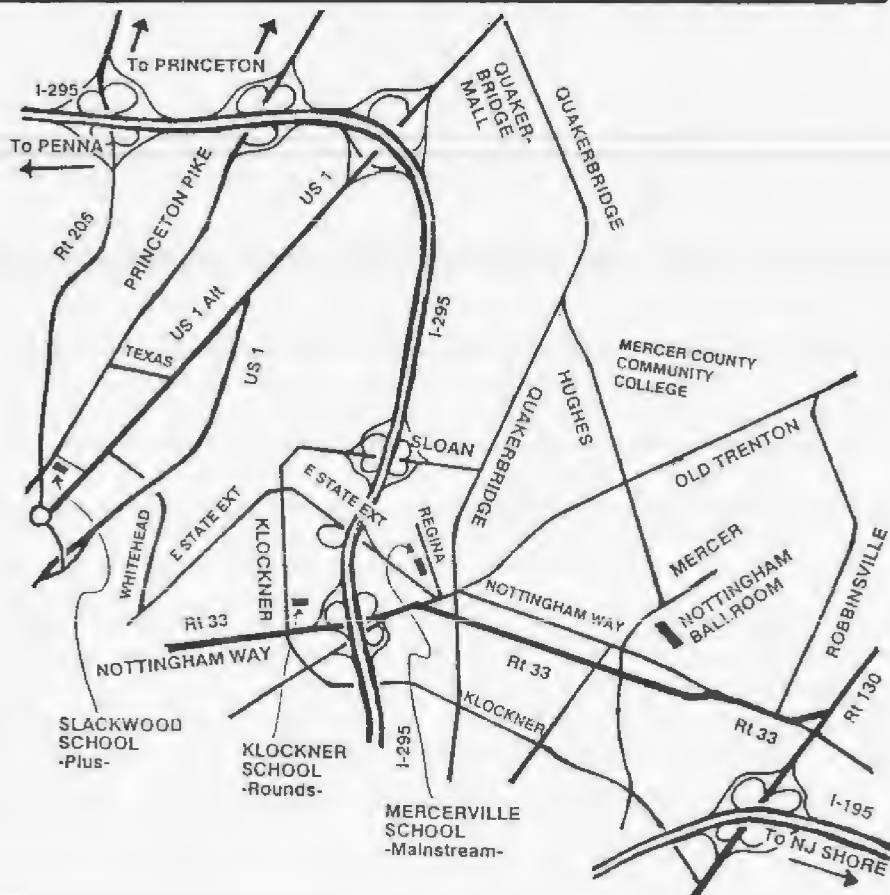 To PRINCETON
I-295
To PENNA
QUAKER-
BRIDGE
MALL
QUAKERBRIDGE
Rt 206
PRINCETON PIKE
US 1
US 1 Alt
TEXAS
US 1
I-295
MERCER COUNTY
COMMUNITY
COLLEGE
QUAKERBRIDGE
HUGHES
SLOAN
OLD TRENTON
WHITEHEAD
E STATE EXT
KLOCKNER
E STATE EXT
REGINA
MERCER
NOTTINGHAM
BALLROOM
ROBBINSVILLE
NOTTINGHAM WAY
Rt 33
NOTTINGHAM WAY
Rt 33
KLOCKNER
Rt 33
Rt 130
SLACKWOOD
SCHOOL
-Plus-
KLOCKNER
SCHOOL
-Rounds-
I-295
MERCERVILLE
SCHOOL
-Mainstream-
I-195
To NJ SHORE